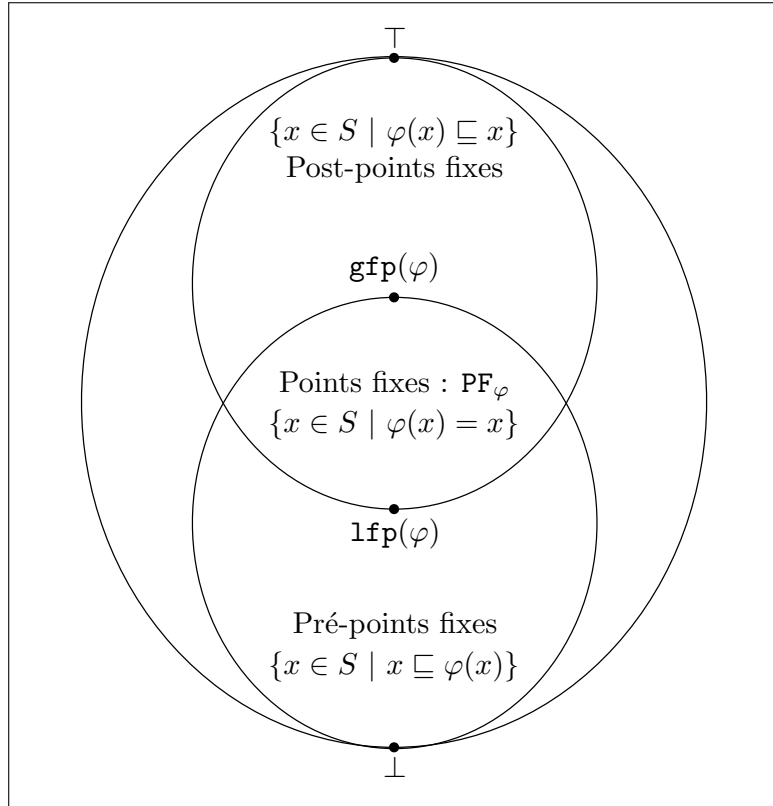 ⊤
{x ∈ S | φ(x) ⊑ x}
Post-points fixes
gfp(φ)
Points fixes : PF_φ
{x ∈ S | φ(x) = x}
lfp(φ)
Pré-points fixes
{x ∈ S | x ⊑ φ(x)}
⊥